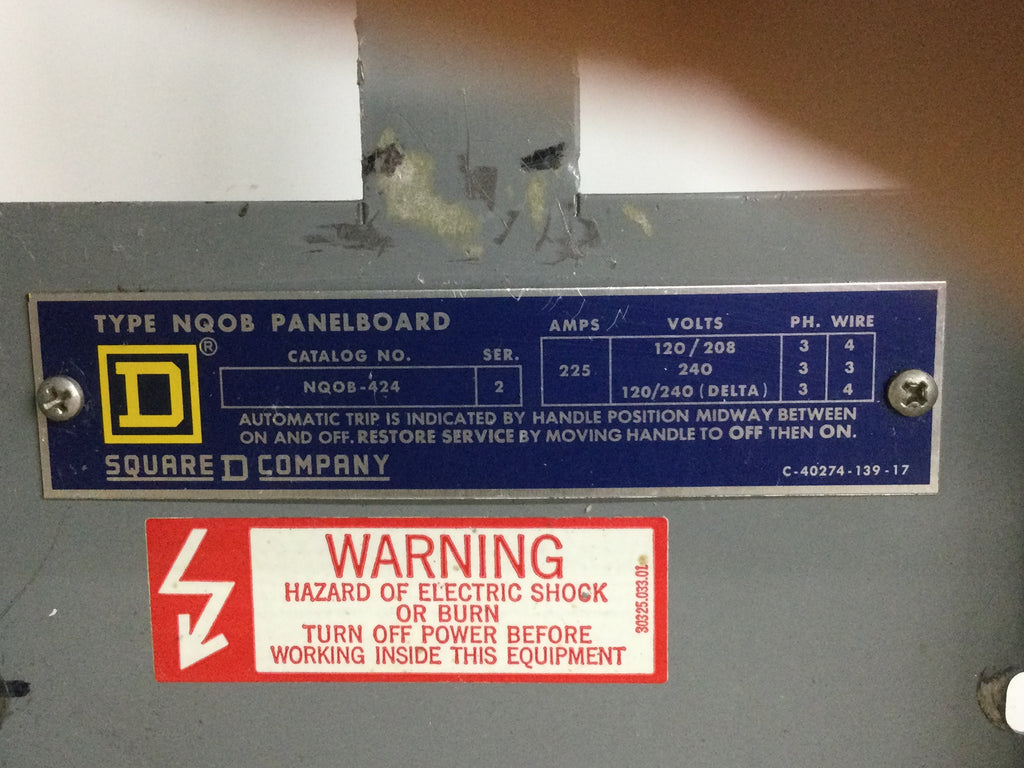 TYPE NQOB PANELBOARD
CATALOG NO. SER.
NQOB-424 2
AMPS VOLTS PH. WIRE
225
120/208 3 4
240 3 3
120/240 (DELTA) 3 4
D ®
AUTOMATIC TRIP IS INDICATED BY HANDLE POSITION MIDWAY BETWEEN
ON AND OFF. RESTORE SERVICE BY MOVING HANDLE TO OFF THEN ON.
SQUARE D COMPANY
C-40274-139-17
WARNING
HAZARD OF ELECTRIC SHOCK
OR BURN
TURN OFF POWER BEFORE
WORKING INSIDE THIS EQUIPMENT
30325.033.02